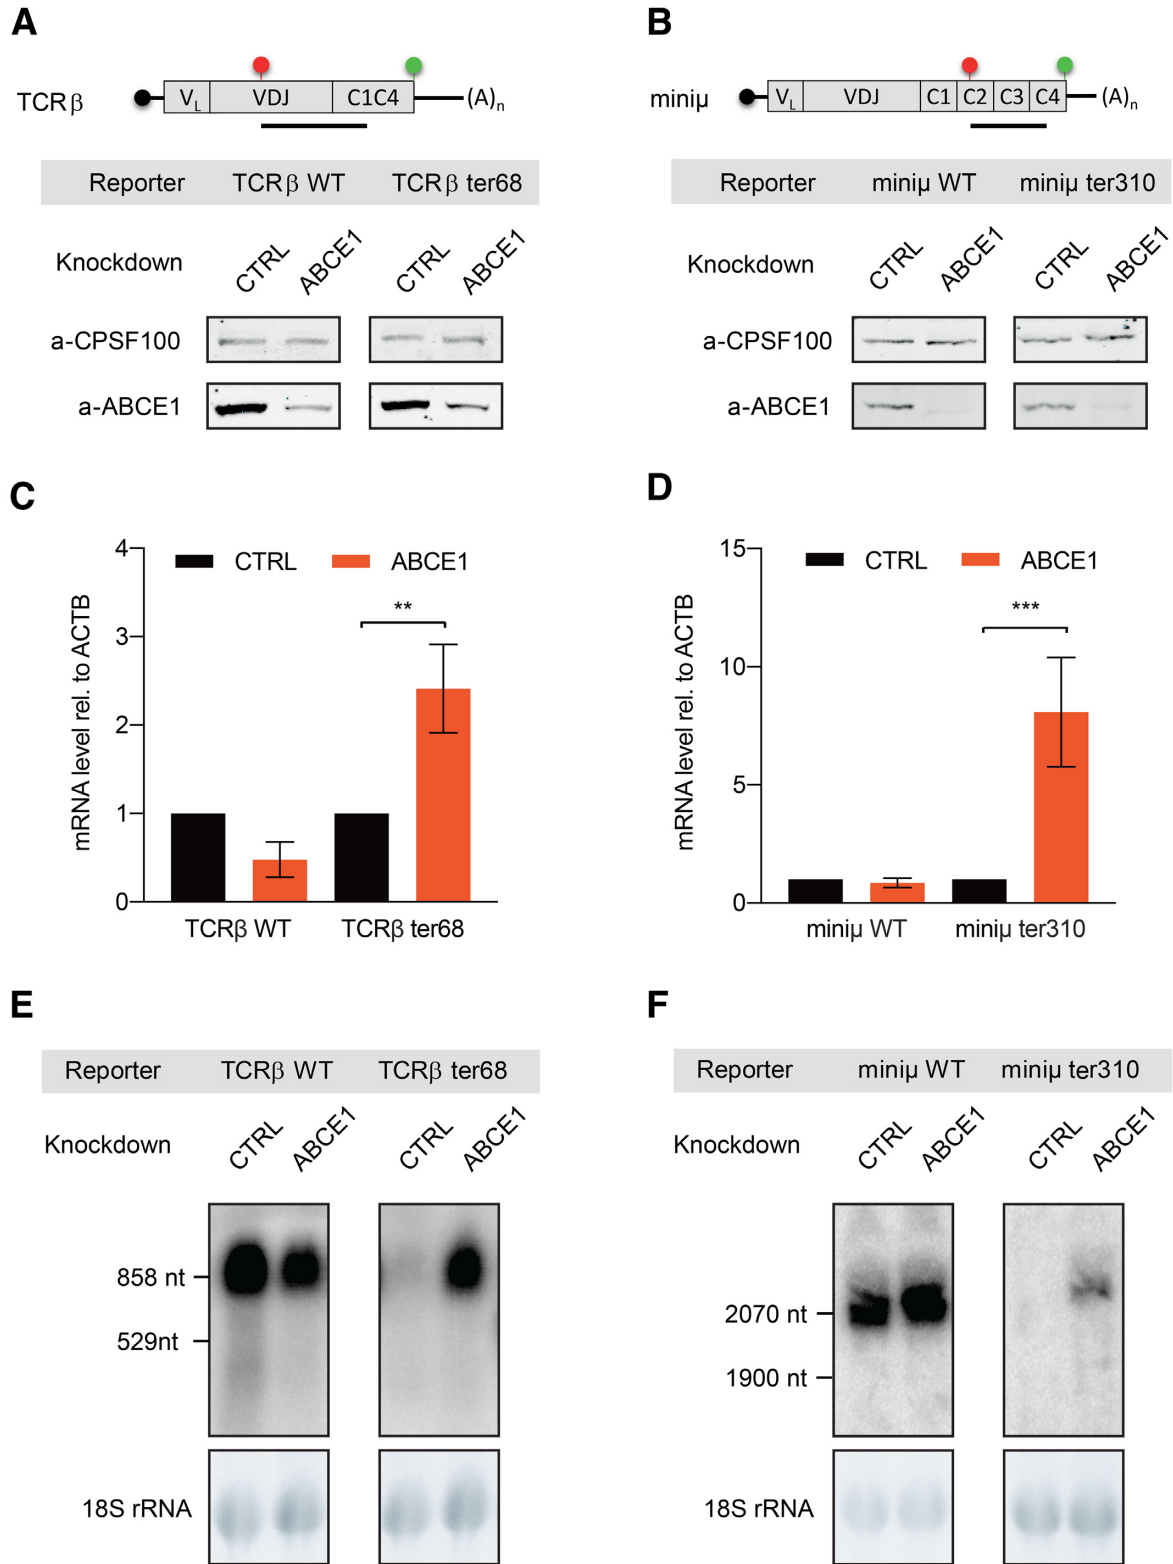 A
TCRβ
VL VDJ C1C4 (A)n
Reporter TCRβ WT TCRβ ter68
Knockdown CTRL ABCE1 CTRL ABCE1
a-CPSF100
a-ABCE1
B
miniμ
VL VDJ C1 C2 C3 C4 (A)n
Reporter miniμ WT miniμ ter310
Knockdown CTRL ABCE1 CTRL ABCE1
a-CPSF100
a-ABCE1
C
mRNA level rel. to ACTB
CTRL ABCE1
4
3
2
1
0
**
TCRβ WT TCRβ ter68
D
mRNA level rel. to ACTB
CTRL ABCE1
15
10
5
0
***
miniμ WT miniμ ter310
E
Reporter TCRβ WT TCRβ ter68
Knockdown CTRL ABCE1 CTRL ABCE1
858 nt
529nt
18S rRNA
F
Reporter miniμ WT miniμ ter310
Knockdown CTRL ABCE1 CTRL ABCE1
2070 nt
1900 nt
18S rRNA